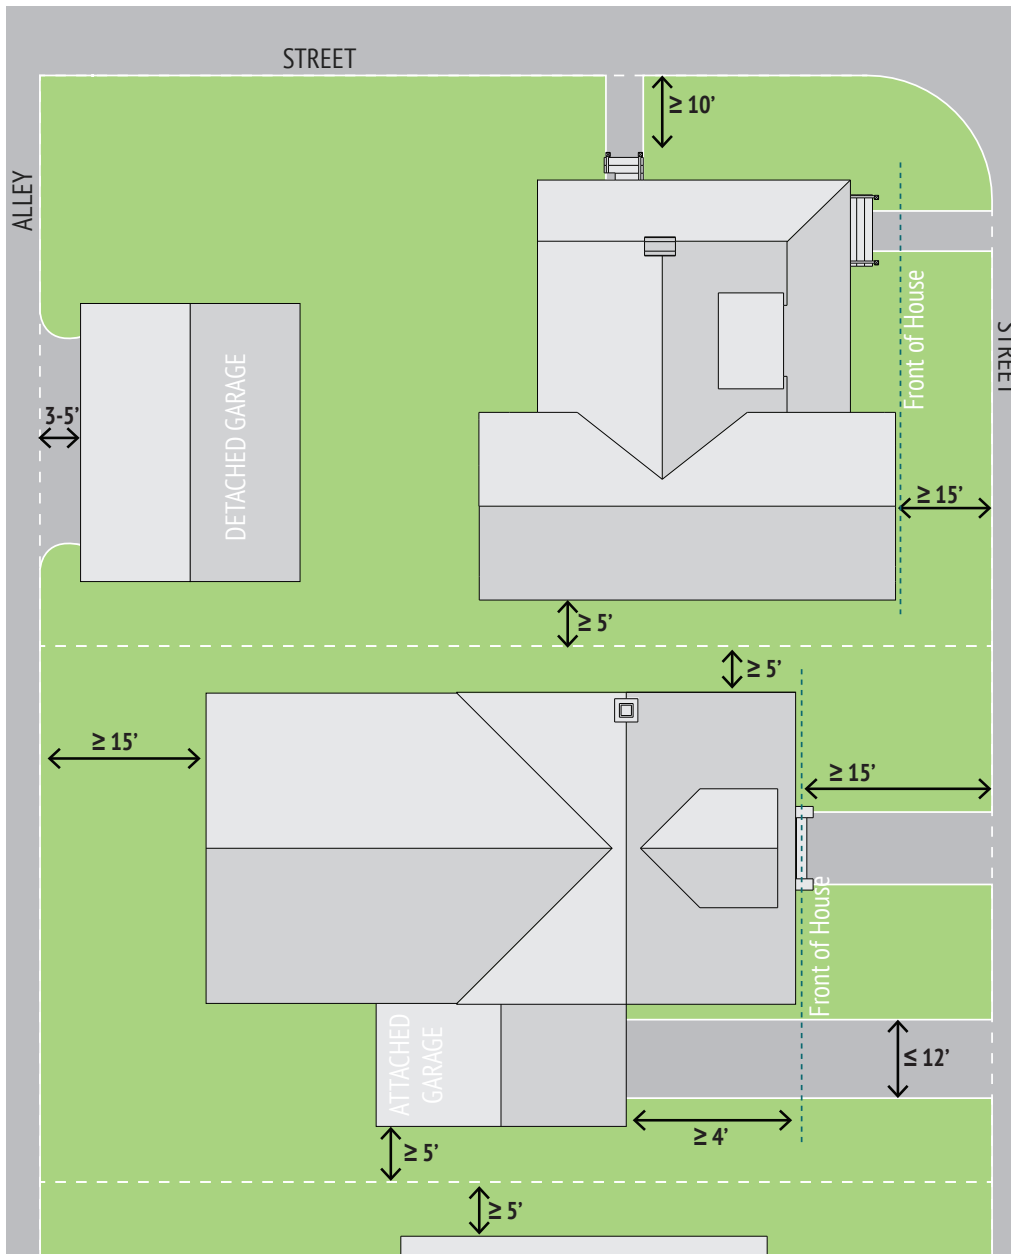 STREET
≥ 10’
ALLEY
STREET
Front of House
DETACHED GARAGE
3-5’
≥ 15’
≥ 5’
≥ 5’
≥ 15’
≥ 15’
Front of House
ATTACHED
GARAGE
≤ 12’
≥ 4’
≥ 5’
≥ 5’